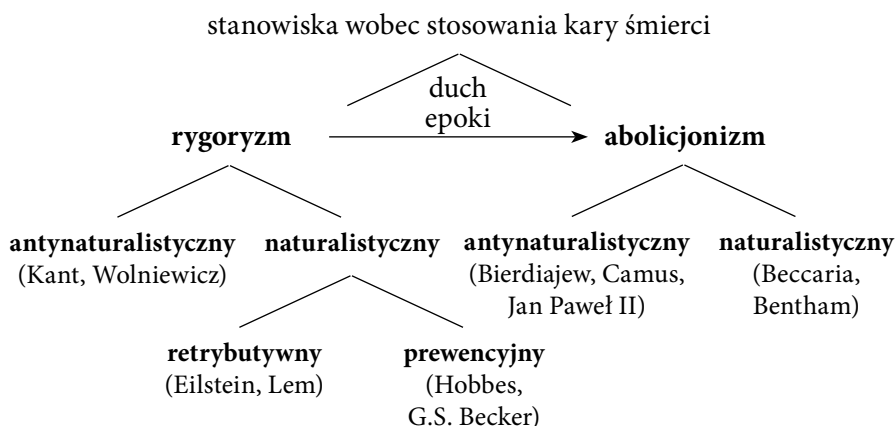 stanowiska wobec stosowania kary śmierci
duch
epoki
rygoryzm
abolicjonizm
antynaturalistyczny
(Kant, Wolniewicz)
naturalistyczny
antynaturalistyczny
(Bierdiajew, Camus,
Jan Paweł II)
naturalistyczny
(Beccaria,
Bentham)
retrybutywny
(Eilstein, Lem)
prewencyjny
(Hobbes,
G.S. Becker)